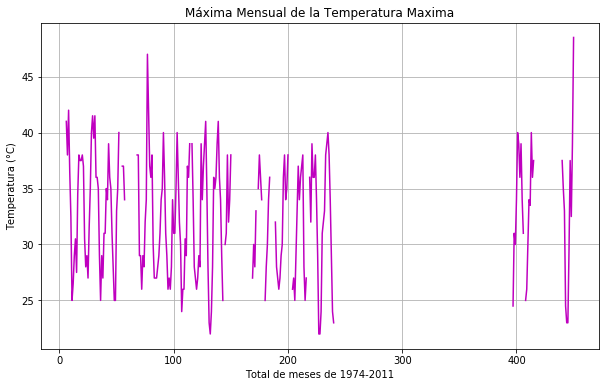 Máxima Mensual de la Temperatura Maxima
Temperatura (°C)
45
40
35
30
25
0 100 200 300 400
Total de meses de 1974-2011